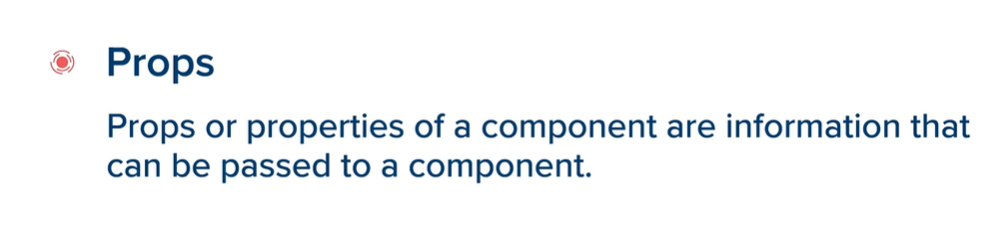 Props
Props or properties of a component are information that
can be passed to a component.